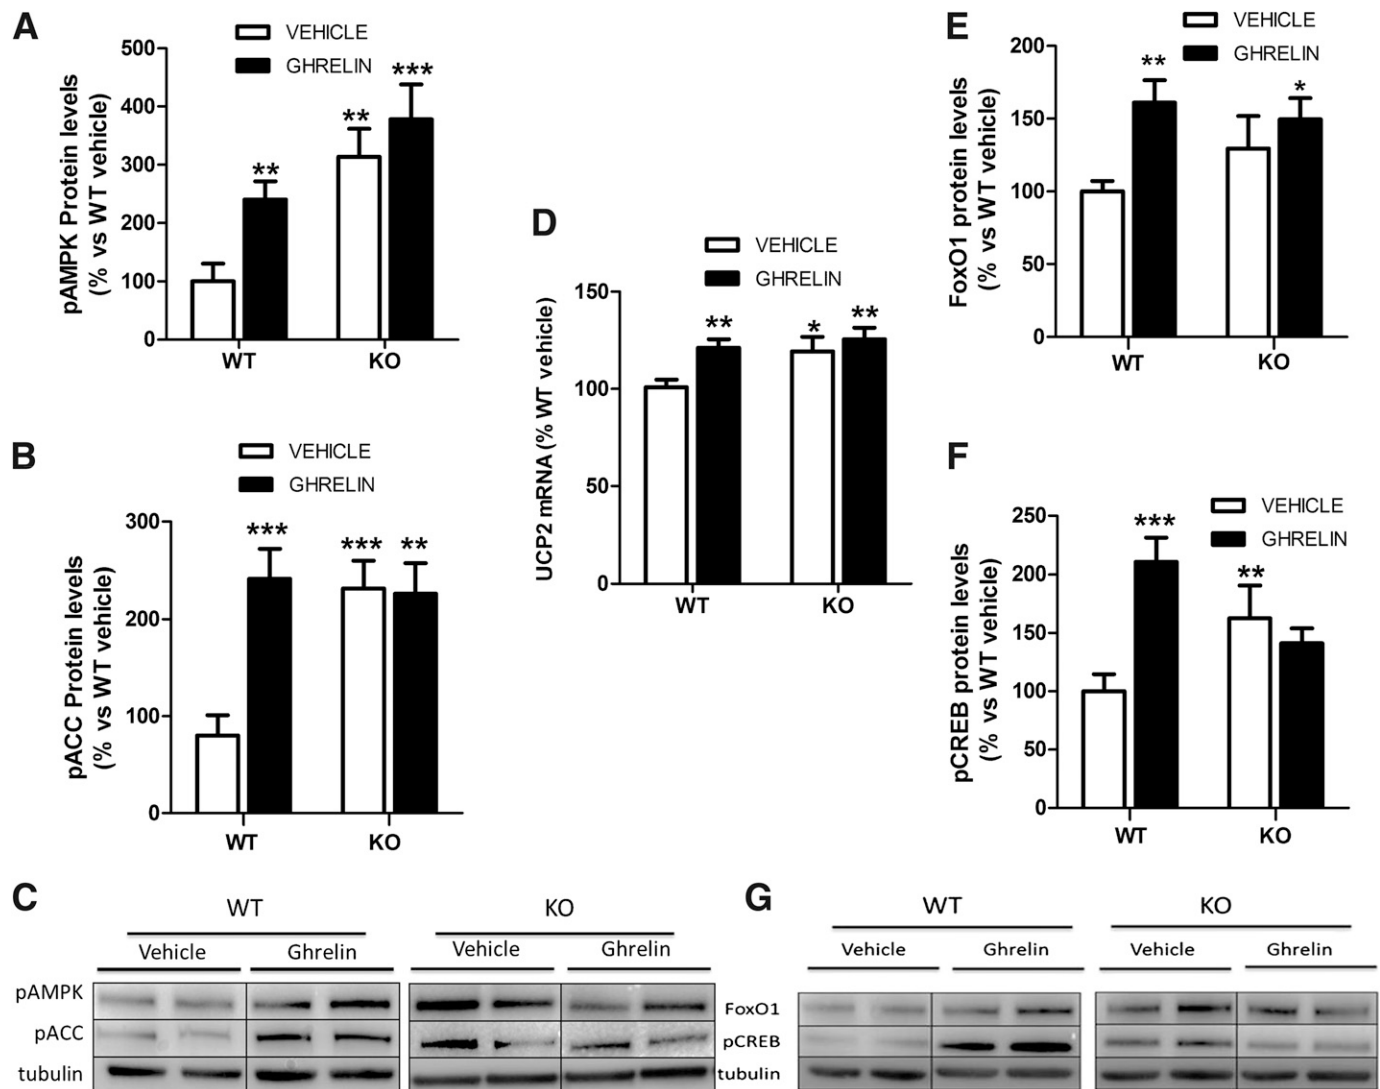 A
VEHICLE
GHRELIN
pAMPK Protein levels
(% vs WT vehicle)
500
400
300
200
100
0
**
**
***
WT KO
B
VEHICLE
GHRELIN
pACC Protein levels
(% vs WT vehicle)
300
200
100
0
***
***
**
WT KO
C
WT KO
Vehicle Ghrelin Vehicle Ghrelin
pAMPK
pACC
tubulin
D
VEHICLE
GHRELIN
UCP2 mRNA (% WT vehicle)
150
100
50
0
**
*
**
WT KO
E
VEHICLE
GHRELIN
FoxO1 protein levels
(% vs WT vehicle)
200
150
100
50
0
**
*
WT KO
F
VEHICLE
GHRELIN
pCREB protein levels
(% vs WT vehicle)
250
200
150
100
50
0
***
**
WT KO
G
WT KO
Vehicle Ghrelin Vehicle Ghrelin
FoxO1
pCREB
tubulin